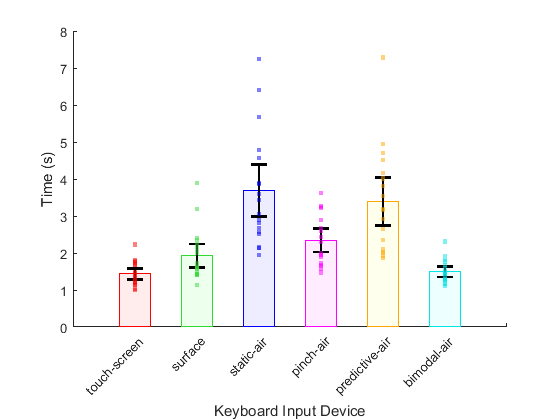 8
7
6
5
4
3
2
1
0
Time (s)
touch-screen
surface
static-air
pinch-air
predictive-air
bimodal-air
Keyboard Input Device